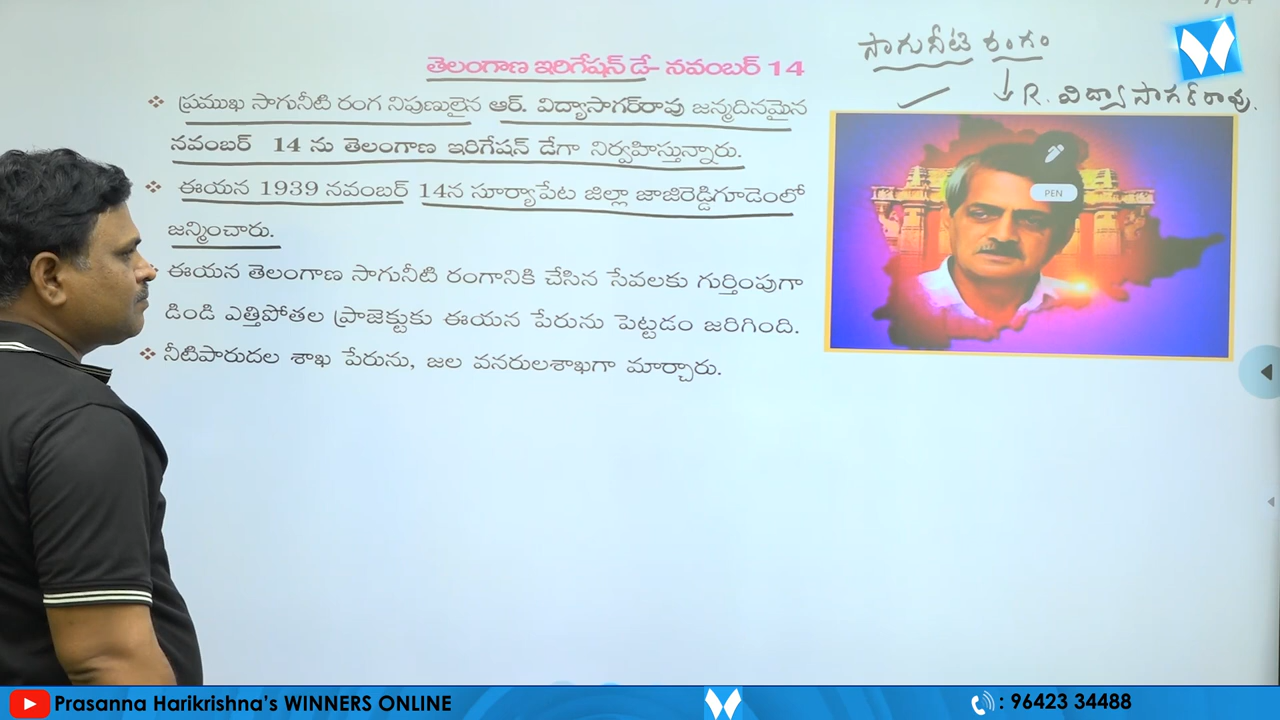 సాగునీటి రంగం
R. విద్యాసాగర్‌రావు.
తెలంగాణ ఇరిగేషన్ డే- నవంబర్ 14
❖ ప్రముఖ సాగునీటి రంగ నిపుణులైన ఆర్. విద్యాసాగర్‌రావు జన్మదినమైన
నవంబర్ 14 ను తెలంగాణ ఇరిగేషన్ డేగా నిర్వహిస్తున్నారు.
❖ ఈయన 1939 నవంబర్ 14న సూర్యాపేట జిల్లా జాజిరెడ్డిగూడెంలో
జన్మించారు.
ఈయన తెలంగాణ సాగునీటి రంగానికి చేసిన సేవలకు గుర్తింపుగా
డిండి ఎత్తిపోతల ప్రాజెక్టుకు ఈయన పేరును పెట్టడం జరిగింది.
❖ నీటిపారుదల శాఖ పేరును, జల వనరులశాఖగా మార్చారు.
PEN
Prasanna Harikrishna's WINNERS ONLINE
: 96423 34488